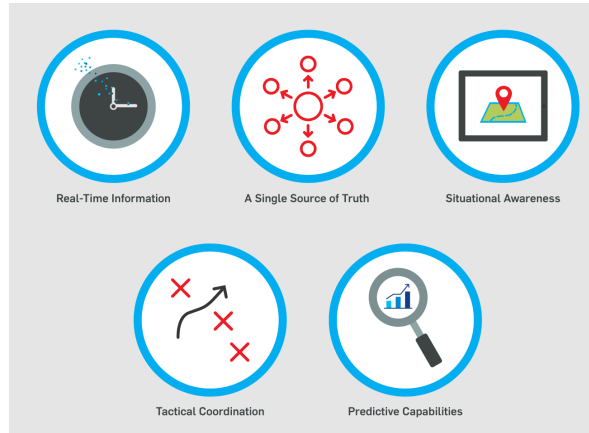 Real-Time Information
A Single Source of Truth
Situational Awareness
Tactical Coordination
Predictive Capabilities